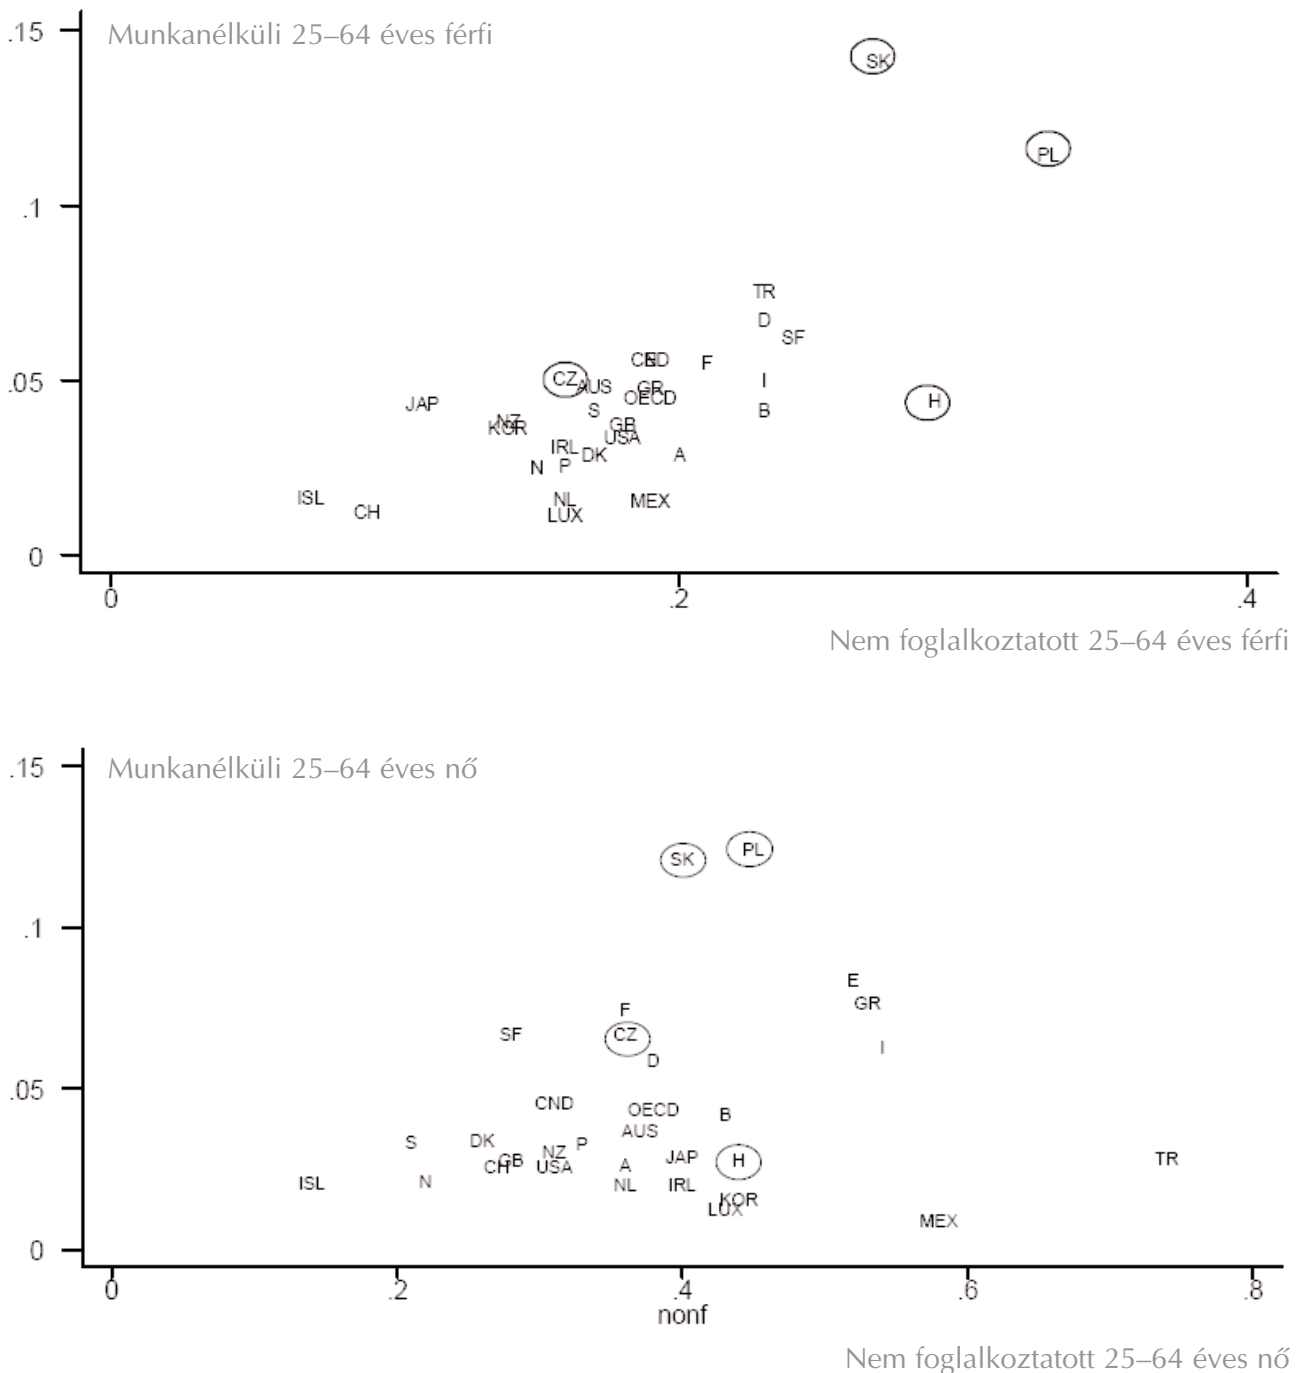 .15 Munkanélküli 25–64 éves férfi
SK
PL
.1
TR
D
SF
CND F
.05 CZ AUS GR I
JAP OECD H
S B
NZ GB
KOR USA
IRL DK A
N P
ISL NL MEX
CH LUX
0
0 .2 .4
Nem foglalkoztatott 25–64 éves férfi
.15 Munkanélküli 25–64 éves nő
SK PL
.1
E
F GR
SF CZ I
D
.05
CND OECD B
AUS
S DK P
NZ JAP H TR
GB
CH USA A
ISL N NL IRL
KOR
LUX
MEX
0
0 .2 .4 .6 .8
nonf
Nem foglalkoztatott 25–64 éves nő